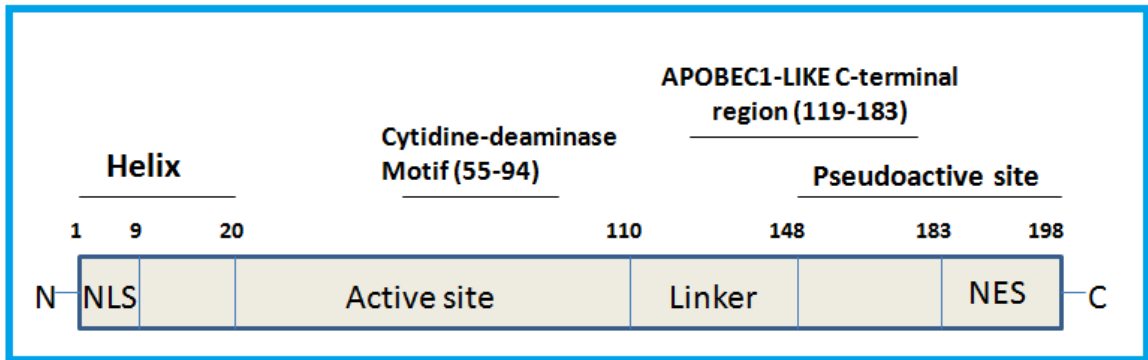 APOBEC1-LIKE C-terminal
region (119-183)
Cytidine-deaminase
Motif (55-94)
Helix
Pseudoactive site
1 9 20 110 148 183 198
N NLS Active site Linker NES C